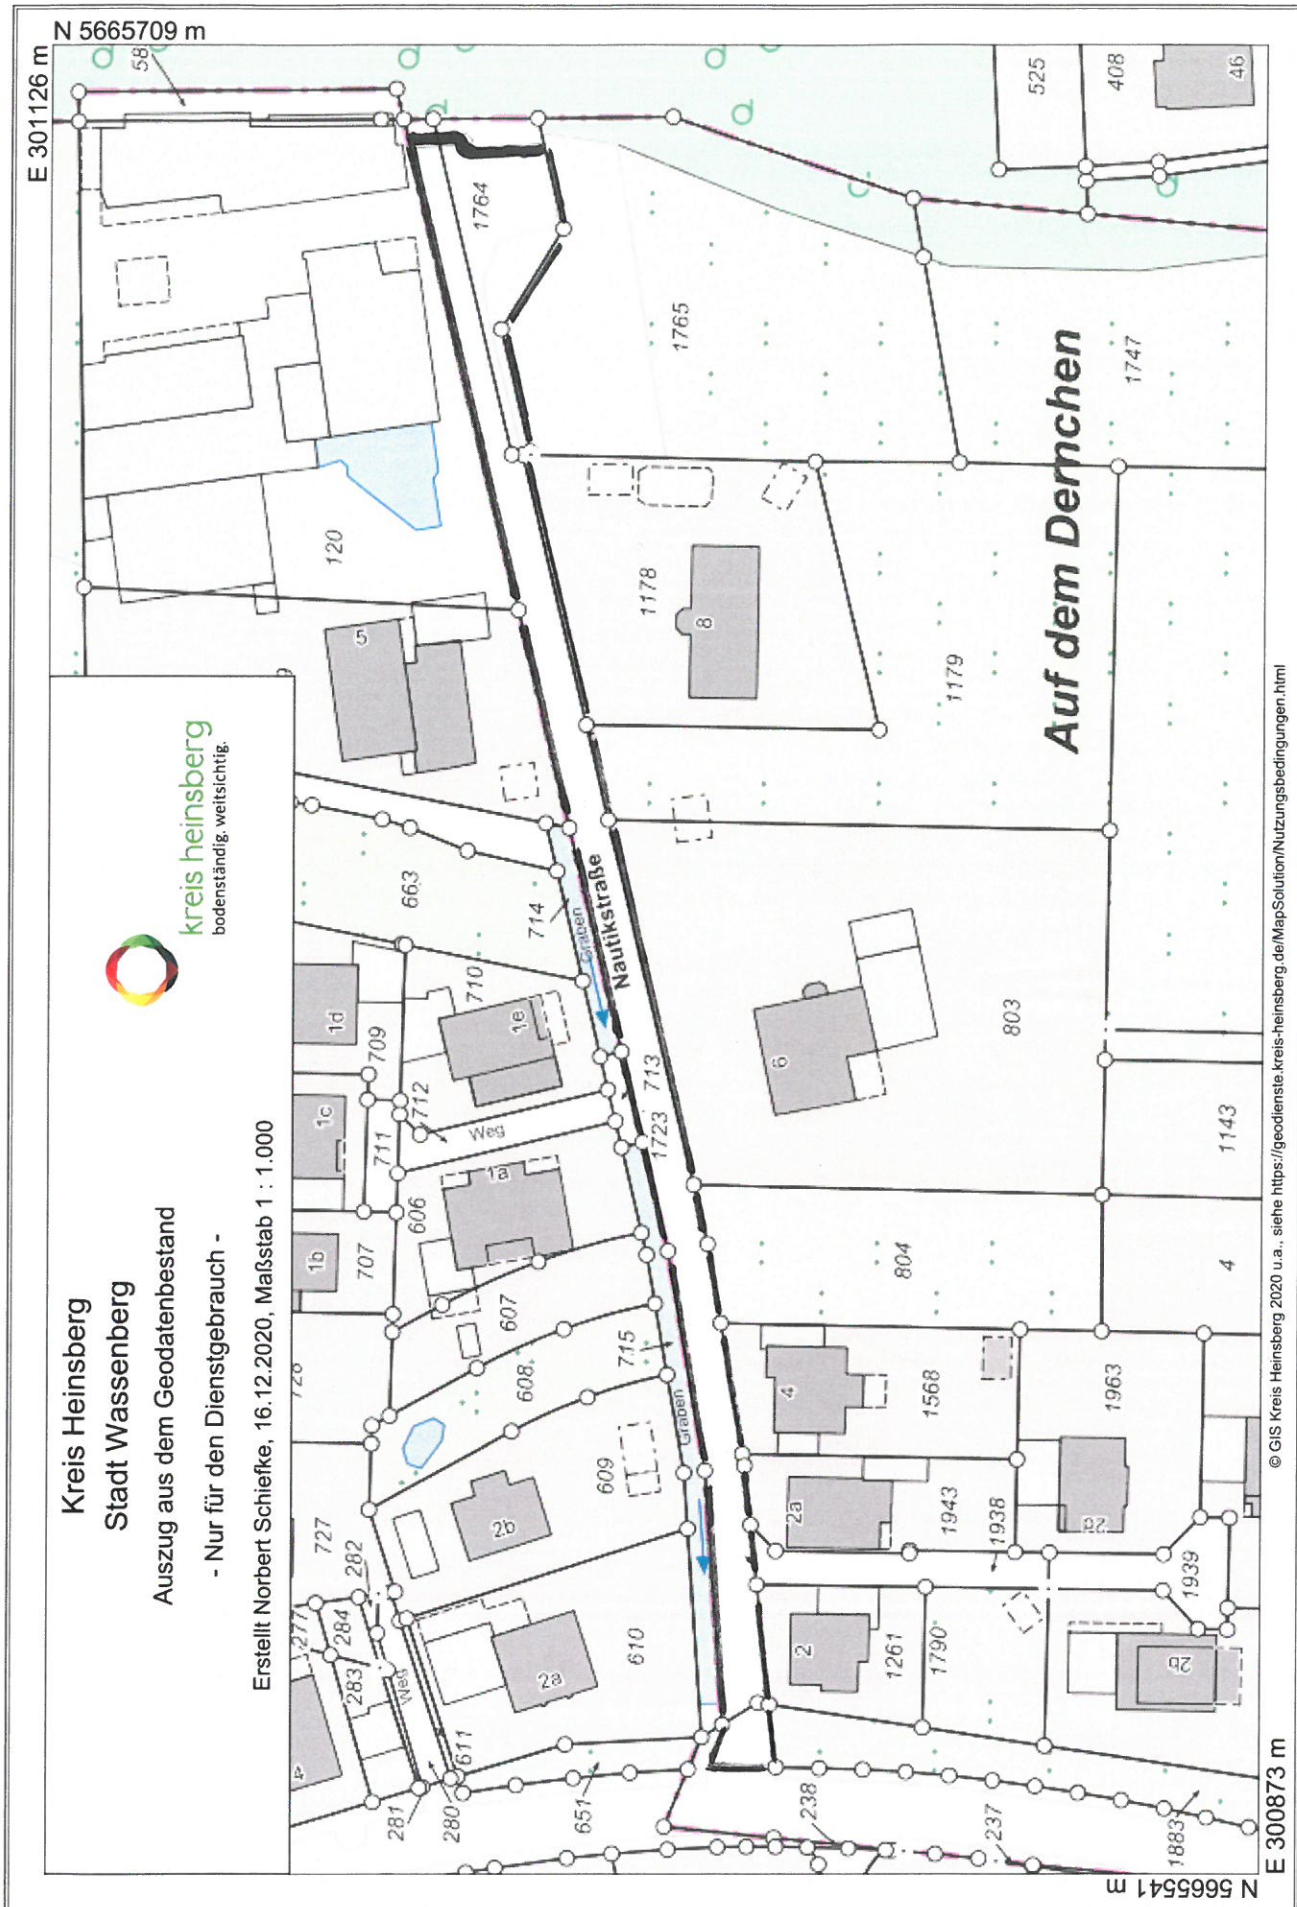 N 5665709 m
E 301126 m
Kreis Heinsberg
Stadt Wassenberg
Auszug aus dem Geodatenbestand
- Nur für den Dienstgebrauch -
Erstellt Norbert Schiefke, 16.12.2020, Maßstab 1 : 1.000
kreis heinsberg
bodenständig. weitsichtig.
58
525
408
46
1764
1765
1747
120
5
1178
8
1179
Auf dem Dernchen
663
714
Graben
Nautikstraße
710
1d
1e
709
712
713
1c
711
Weg
1723
6
803
1143
1a
606
1b
707
607
715
804
4
608
Graben
4
1568
1963
609
2b
727
282
2a
1943
1938
2d
1939
277
284
283
Weg
2a
610
2
1261
1790
2b
4
611
281
280
651
238
237
1883
E 300873 m
N 5665541 m
© GIS Kreis Heinsberg 2020 u.a., siehe https://geodienste.kreis-heinsberg.de/MapSolution/Nutzungsbedingungen.html